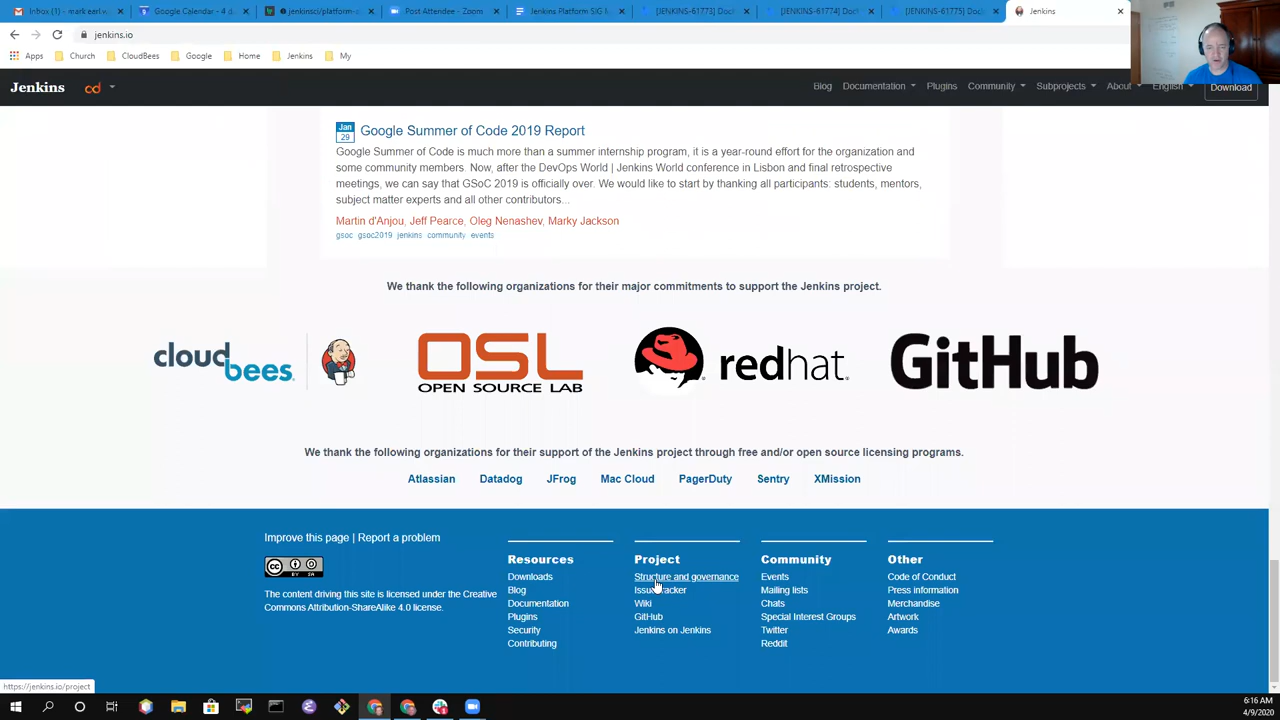 Inbox (1) - mark earl w
Google Calendar - 4 d
jenkinsci/platform-s
Post Attendee - Zoom
Jenkins Platform SIG
[JENKINS-61773] Doc
[JENKINS-61774] Doc
[JENKINS-61775] Doc
Jenkins
jenkins.io
Apps
Church
CloudBees
Google
Home
Jenkins
My
Jenkins
cd
Blog
Documentation
Plugins
Community
Subprojects
About
English
Download
Jan
29
Google Summer of Code 2019 Report
Google Summer of Code is much more than a summer internship program, it is a year-round effort for the organization and
some community members. Now, after the DevOps World | Jenkins World conference in Lisbon and final retrospective
meetings, we can say that GSoC 2019 is officially over. We would like to start by thanking all participants: students, mentors,
subject matter experts and all other contributors...
Martin d'Anjou, Jeff Pearce, Oleg Nenashev, Marky Jackson
gsoc gsoc2019 jenkins community events
We thank the following organizations for their major commitments to support the Jenkins project.
cloudbees
OSL
OPEN SOURCE LAB
redhat
GitHub
We thank the following organizations for their support of the Jenkins project through free and/or open source licensing programs.
Atlassian
Datadog
JFrog
Mac Cloud
PagerDuty
Sentry
XMission
Improve this page | Report a problem
cc BY SA
The content driving this site is licensed under the Creative
Commons Attribution-ShareAlike 4.0 license.
Resources
Downloads
Blog
Documentation
Plugins
Security
Contributing
Project
Structure and governance
Issue tracker
Wiki
GitHub
Jenkins on Jenkins
Community
Events
Mailing lists
Chats
Special Interest Groups
Twitter
Reddit
Other
Code of Conduct
Press information
Merchandise
Artwork
Awards
https://jenkins.io/project
6:16 AM
4/9/2020